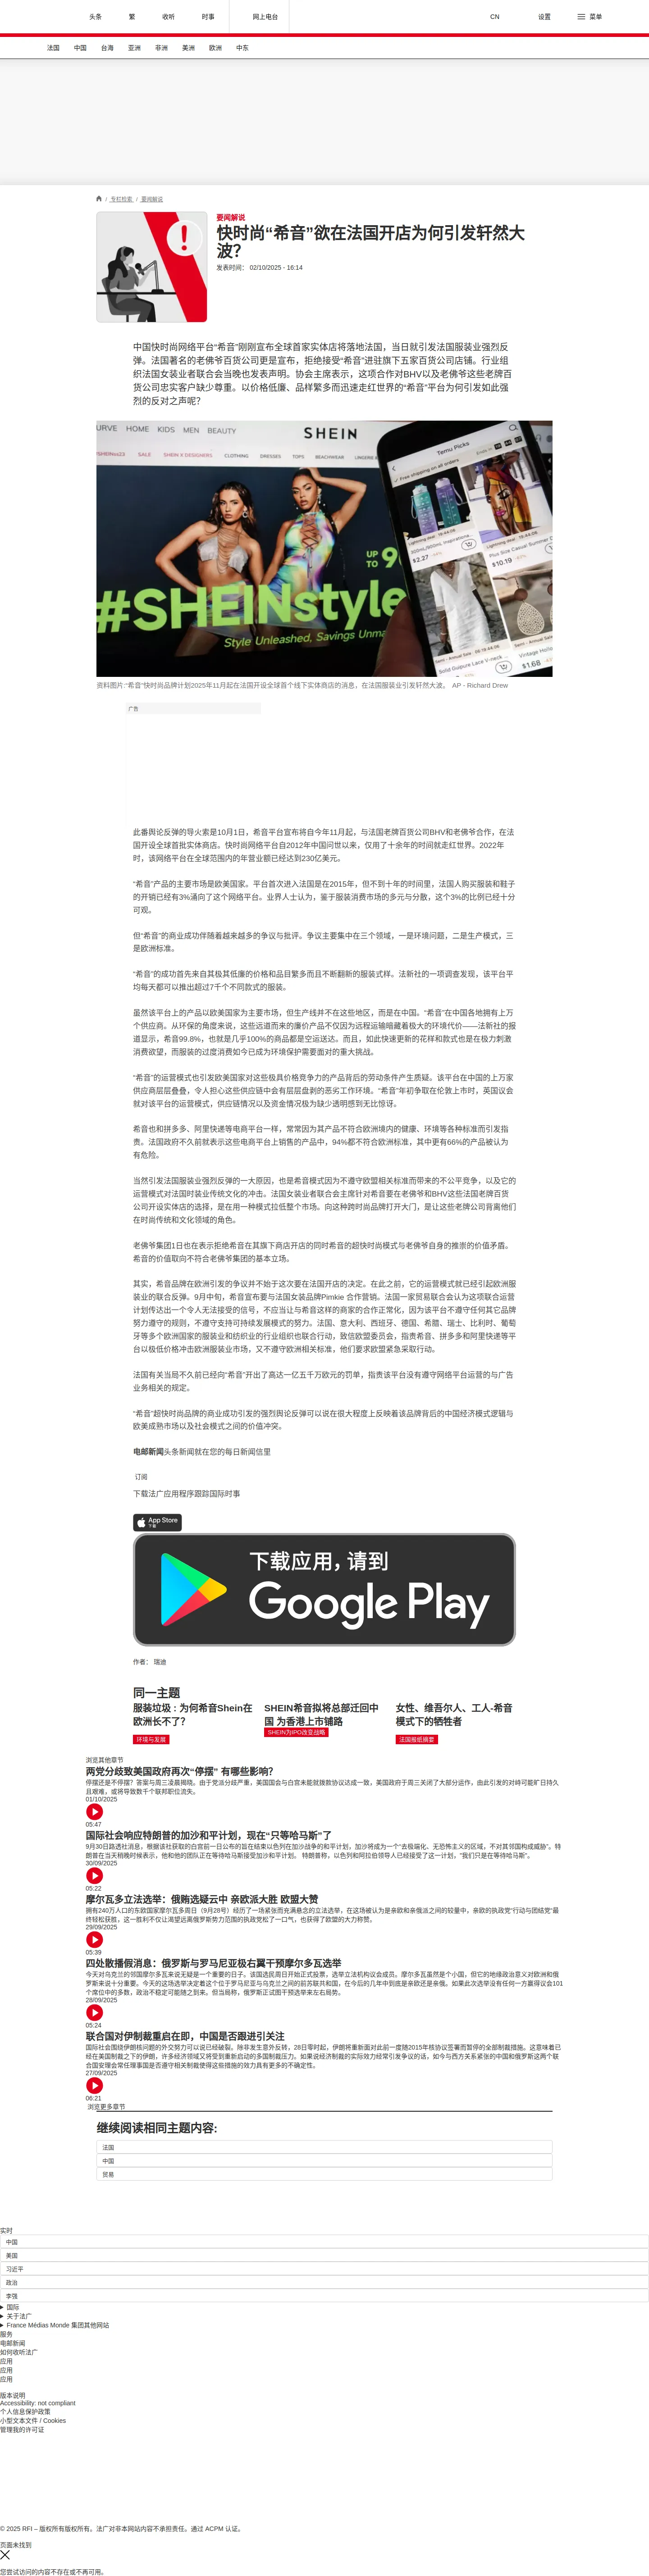 头条 繁 收听 时事 网上电台 CN 设置 菜单
法国 中国 台海 亚洲 非洲 美洲 欧洲 中东
/ 专栏检索 / 要闻解说
要闻解说
快时尚“希音”欲在法国开店为何引发轩然大
波?
发表时间： 02/10/2025 - 16:14
中国快时尚网络平台“希音”刚刚宣布全球首家实体店将落地法国，当日就引发法国服装业强烈反
弹。法国著名的老佛爷百货公司更是宣布，拒绝接受“希音”进驻旗下五家百货公司店铺。行业组
织法国女装业者联合会当晚也发表声明。协会主席表示，这项合作对BHV以及老佛爷这些老牌百
货公司忠实客户缺少尊重。以价格低廉、品样繁多而迅速走红世界的“希音”平台为何引发如此强
烈的反对之声呢?
URVE HOME KIDS MEN BEAUTY SHEIN
SALE SHEIN X DESIGNERS CLOTHING DRESSES TOPS BEACHWEAR
UP TO
9
#SHEINstyle
Style Unleashed, Savings Unma
Temu Picks
Free shipping on all orders
$2.27
$10.19
$1.68
资料图片:“希音”快时尚品牌计划2025年11月起在法国开设全球首个线下实体商店的消息，在法国服装业引发轩然大波。 AP - Richard Drew
广告
此番舆论反弹的导火索是10月1日，希音平台宣布将自今年11月起，与法国老牌百货公司BHV和老佛爷合作，在法
国开设全球首批实体商店。快时尚网络平台自2012年中国问世以来，仅用了十余年的时间就走红世界。2022年
时，该网络平台在全球范围内的年营业额已经达到230亿美元。
“希音”产品的主要市场是欧美国家。平台首次进入法国是在2015年，但不到十年的时间里，法国人购买服装和鞋子
的开销已经有3%涌向了这个网络平台。业界人士认为，鉴于服装消费市场的多元与分散，这个3%的比例已经十分
可观。
但“希音”的商业成功伴随着越来越多的争议与批评。争议主要集中在三个领域，一是环境问题，二是生产模式，三
是欧洲标准。
“希音”的成功首先来自其极其低廉的价格和品目繁多而且不断翻新的服装式样。法新社的一项调查发现，该平台平
均每天都可以推出超过7千个不同款式的服装。
虽然该平台上的产品以欧美国家为主要市场，但生产线并不在这些地区，而是在中国。“希音”在中国各地拥有上万
个供应商。从环保的角度来说，这些远道而来的廉价产品不仅因为远程运输暗藏着极大的环境代价——法新社的报
道显示，希音99.8%，也就是几乎100%的商品都是空运送达。而且，如此快速更新的花样和款式也是在极力刺激
消费欲望，而服装的过度消费如今已成为环境保护需要面对的重大挑战。
“希音”的运营模式也引发欧美国家对这些极具价格竞争力的产品背后的劳动条件产生质疑。该平台在中国的上万家
供应商层层叠叠，令人担心这些供应链中会有层层盘剥的恶劣工作环境。“希音”年初争取在伦敦上市时，英国议会
就对该平台的运营模式，供应链情况以及资金情况极为缺少透明感到无比惊讶。
希音也和拼多多、阿里快递等电商平台一样，常常因为其产品不符合欧洲境内的健康、环境等各种标准而引发指
责。法国政府不久前就表示这些电商平台上销售的产品中，94%都不符合欧洲标准，其中更有66%的产品被认为
有危险。
当然引发法国服装业强烈反弹的一大原因，也是希音模式因为不遵守欧盟相关标准而带来的不公平竞争，以及它的
运营模式对法国时装业传统文化的冲击。法国女装业者联合会主席针对希音要在老佛爷和BHV这些法国老牌百货
公司开设实体店的选择，是在用一种模式拉低整个市场。向这种跨时尚品牌打开大门，是让这些老牌公司背离他们
在时尚传统和文化领域的角色。
老佛爷集团1日也在表示拒绝希音在其旗下商店开店的同时希音的超快时尚模式与老佛爷自身的推崇的价值矛盾。
希音的价值取向不符合老佛爷集团的基本立场。
其实，希音品牌在欧洲引发的争议并不始于这次要在法国开店的决定。在此之前，它的运营模式就已经引起欧洲服
装业的联合反弹。9月中旬，希音宣布要与法国女装品牌Pimkie 合作营销。法国一家贸易联合会认为这项联合运营
计划传达出一个令人无法接受的信号，不应当让与希音这样的商家的合作正常化，因为该平台不遵守任何其它品牌
努力遵守的规则，不遵守支持可持续发展模式的努力。法国、意大利、西班牙、德国、希腊、瑞士、比利时、葡萄
牙等多个欧洲国家的服装业和纺织业的行业组织也联合行动，致信欧盟委员会，指责希音、拼多多和阿里快递等平
台以极低价格冲击欧洲服装业市场，又不遵守欧洲相关标准，他们要求欧盟紧急采取行动。
法国有关当局不久前已经向“希音”开出了高达一亿五千万欧元的罚单，指责该平台没有遵守网络平台运营的与广告
业务相关的规定。
“希音”超快时尚品牌的商业成功引发的强烈舆论反弹可以说在很大程度上反映着该品牌背后的中国经济模式逻辑与
欧美成熟市场以及社会模式之间的价值冲突。
电邮新闻头条新闻就在您的每日新闻信里
订阅
下载法广应用程序跟踪国际时事
App Store
下载
下载应用，请到
Google Play
作者： 瑞迪
同一主题
服装垃圾：为何希音Shein在
欧洲长不了?
环境与发展
SHEIN希音拟将总部迁回中
国 为香港上市铺路
SHEIN为IPO改变战略
女性、维吾尔人、工人-希音
模式下的牺牲者
法国报纸摘要
浏览其他章节
两党分歧致美国政府再次“停摆” 有哪些影响?
停摆还是不停摆？答案与周三凌晨揭晓。由于党派分歧严重，美国国会与白宫未能就拨款协议达成一致，美国政府于周三关闭了大部分运作，由此引发的对峙可能旷日持久
且艰难，或将导致数千个联邦职位流失。
01/10/2025
05:47
国际社会响应特朗普的加沙和平计划，现在“只等哈马斯”了
9月30日路透社消息，根据该社获取的白宫前一日公布的旨在结束以色列在加沙战争的和平计划，加沙将成为一个“去极端化、无恐怖主义的区域，不对其邻国构成威胁”。特
朗普在当天稍晚时候表示，他和他的团队正在等待哈马斯接受加沙和平计划。 特朗普称，以色列和阿拉伯领导人已经接受了这一计划，“我们只是在等待哈马斯”。
30/09/2025
05:22
摩尔瓦多立法选举：俄贿选疑云中 亲欧派大胜 欧盟大赞
拥有240万人口的东欧国家摩尔瓦多周日（9月28号）经历了一场紧张而充满悬念的立法选举，在这场被认为是亲欧和亲俄派之间的较量中，亲欧的执政党“行动与团结党”最
终轻松获胜，这一胜利不仅让渴望远离俄罗斯势力范围的执政党松了一口气，也获得了欧盟的大力称赞。
29/09/2025
05:39
四处散播假消息：俄罗斯与罗马尼亚极右翼干预摩尔多瓦选举
今天对乌克兰的邻国摩尔多瓦来说无疑是一个重要的日子。该国选民周日开始正式投票，选举立法机构议会成员。摩尔多瓦虽然是个小国，但它的地缘政治意义对欧洲和俄
罗斯来说十分重要。今天的这场选举决定着这个位于罗马尼亚与乌克兰之间的前苏联共和国，在今后的几年中到底是亲欧还是亲俄。如果此次选举没有任何一方赢得议会101
个席位中的多数，政治不稳定可能随之到来。但当局称，俄罗斯正试图干预选举来左右局势。
28/09/2025
05:24
联合国对伊制裁重启在即，中国是否跟进引关注
国际社会围绕伊朗核问题的外交努力可以说已经破裂。除非发生意外反转，28日零时起，伊朗将重新面对此前一度随2015年核协议签署而暂停的全部制裁措施。这意味着已
经在美国制裁之下的伊朗，许多经济领域又将受到重新启动的多国制裁压力。如果说经济制裁的实际效力经常引发争议的话，如今与西方关系紧张的中国和俄罗斯这两个联
合国安理会常任理事国是否遵守相关制裁使得这些措施的效力具有更多的不确定性。
27/09/2025
06:21
浏览更多章节
继续阅读相同主题内容:
法国
中国
贸易
实时
中国
美国
习近平
政治
李强
国际
关于法广
France Médias Monde 集团其他网站
服务
电邮新闻
如何收听法广
应用
应用
应用
版本说明
Accessibility: not compliant
个人信息保护政策
小型文本文件 / Cookies
管理我的许可证
© 2025 RFI – 版权所有版权所有。法广对非本网站内容不承担责任。通过 ACPM 认证。
页面未找到
您尝试访问的内容不存在或不再可用。